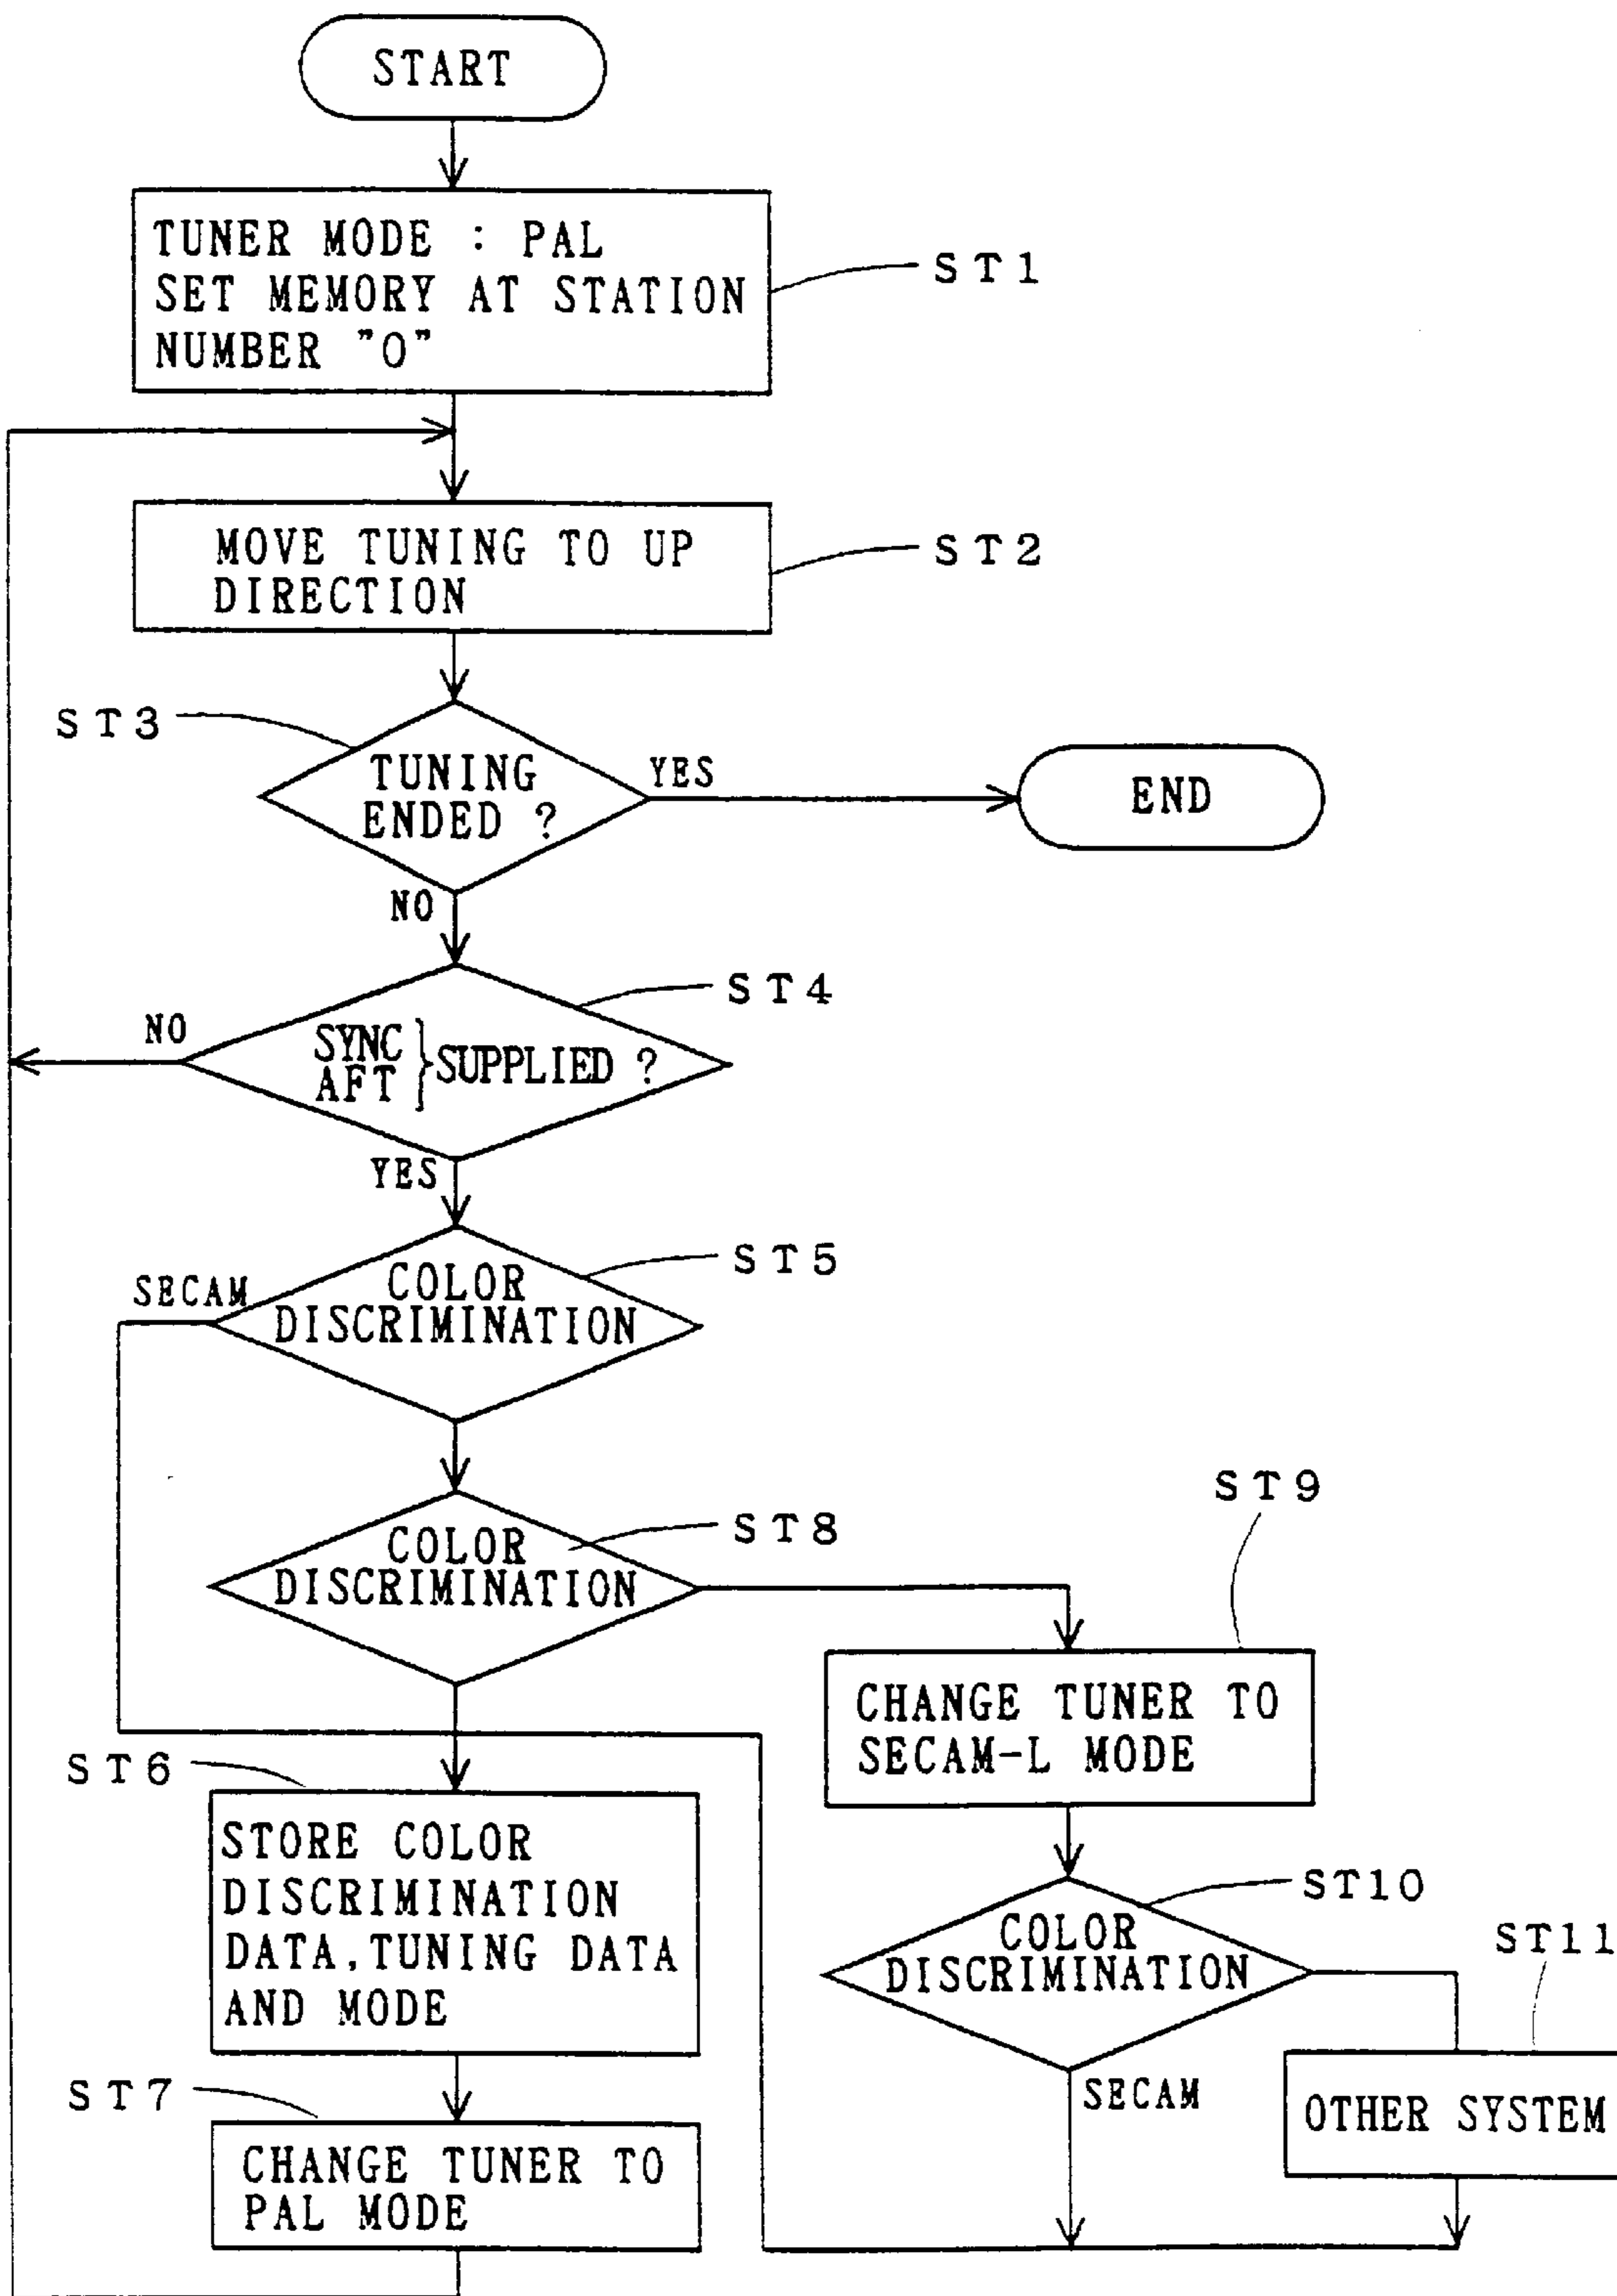 START
TUNER MODE : PAL
SET MEMORY AT STATION
NUMBER "0"
ST1
MOVE TUNING TO UP
DIRECTION
ST2
ST3
TUNING
ENDED ?
YES
END
NO
ST4
NO
SYNC
AFT
} SUPPLIED ?
YES
ST5
SECAM
COLOR
DISCRIMINATION
ST8
COLOR
DISCRIMINATION
ST9
CHANGE TUNER TO
SECAM-L MODE
ST6
STORE COLOR
DISCRIMINATION
DATA, TUNING DATA
AND MODE
ST10
COLOR
DISCRIMINATION
SECAM
ST11
OTHER SYSTEM
ST7
CHANGE TUNER TO
PAL MODE